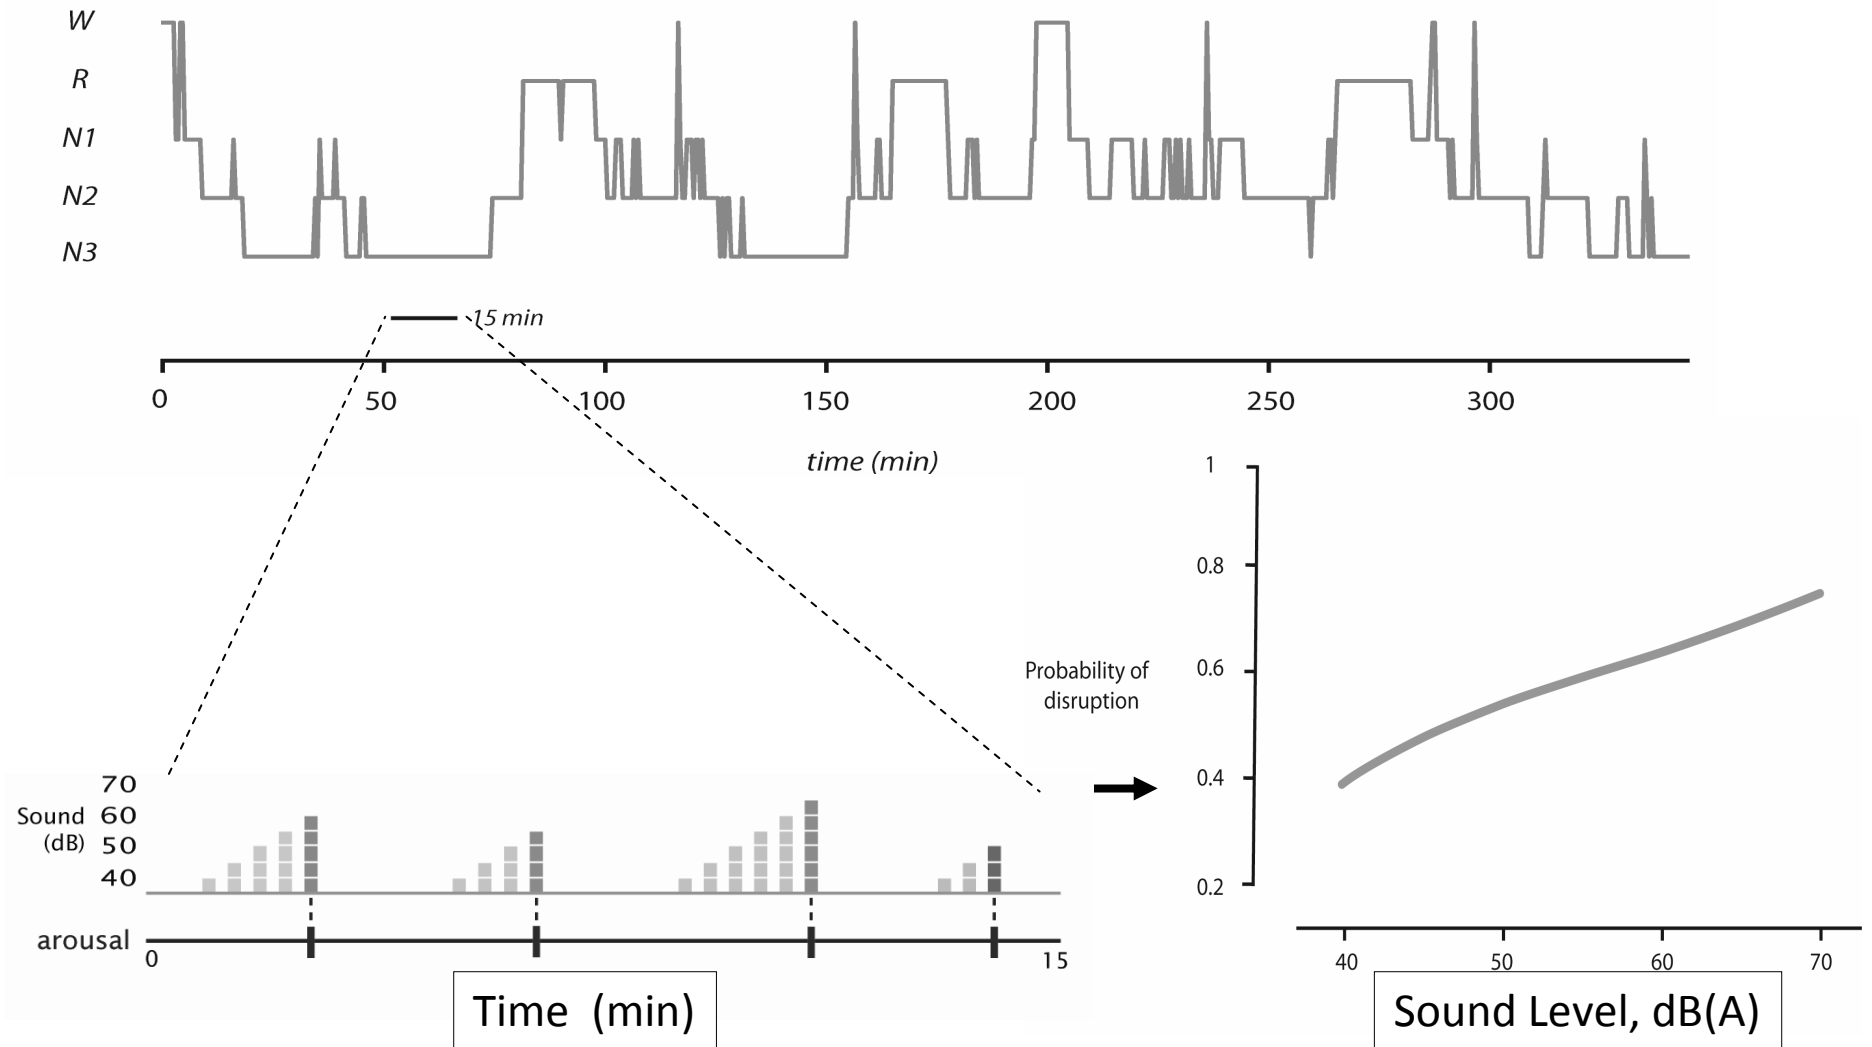 W
R
N1
N2
N3
15 min
0 50 100 150 200 250 300
time (min)
70
60
50
40
Sound
(dB)
arousal
0 15
Time (min)
Probability of
disruption
1
0.8
0.6
0.4
0.2
40 50 60 70
Sound Level, dB(A)